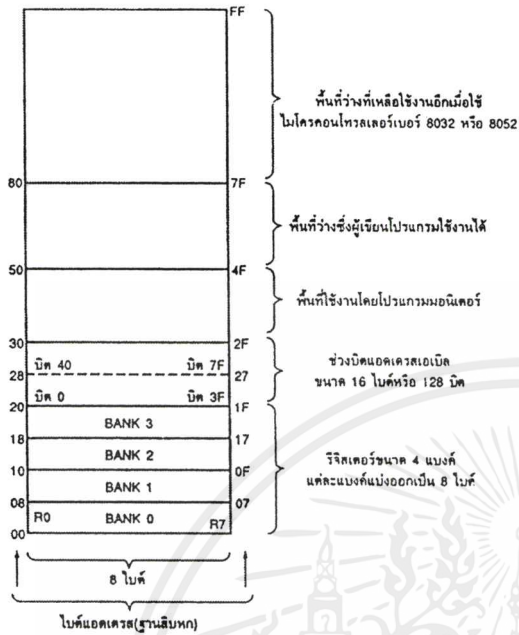 FF
พื้นที่ว่างที่เหลือใช้งานอีกเมื่อใช้
ไมโครคอนโทรลเลอร์เบอร์ 8032 หรือ 8052
80 7F
พื้นที่ว่างซึ่งผู้เขียนโปรแกรมใช้งานได้
50 4F
พื้นที่ใช้งานโดยโปรแกรมมอนิเตอร์
30 2F
บิต 40 บิต 7F
ช่วงบิตแอดเดรสเอเบิล
28 27
ขนาด 16 ไบต์หรือ 128 บิต
บิต 0 บิต 3F
20 1F
BANK 3
18 17
BANK 2
รีจิสเตอร์ขนาด 4 แบงค์
10 0F
แต่ละแบงค์แบ่งออกเป็น 8 ไบต์
BANK 1
08 07
R0 BANK 0 R7
00
8 ไบต์
ไบต์แอดเดรส(ฐานสิบหก)